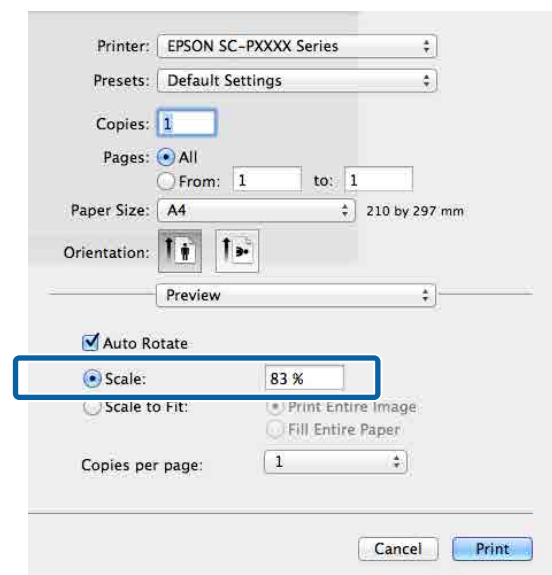 Printer: EPSON SC-PXXXX Series
Presets: Default Settings
Copies: 1
Pages: All
From: 1 to: 1
Paper Size: A4 210 by 297 mm
Orientation:
Preview
Auto Rotate
Scale: 83 %
Scale to Fit: Print Entire Image
Fill Entire Paper
Copies per page: 1
Cancel Print